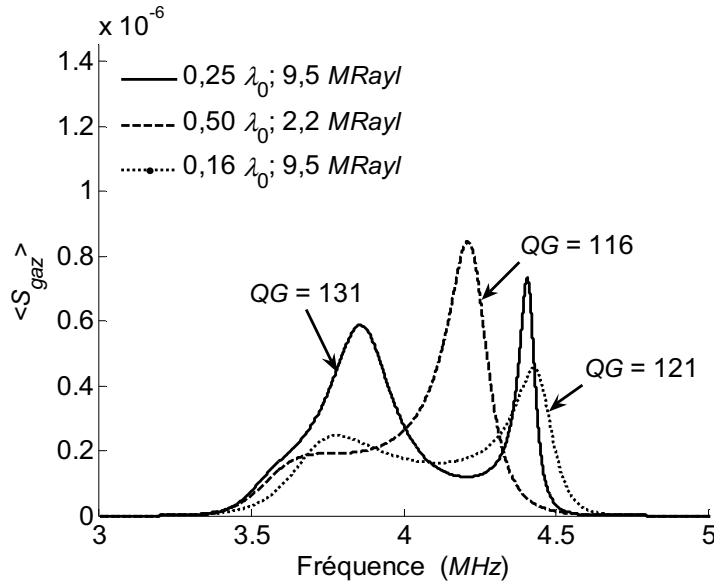 x 10-6
1.4
1.2
1
0.8
0.6
0.4
0.2
0
<Sgaz>
0,25 λ0; 9,5 MRayl
0,50 λ0; 2,2 MRayl
0,16 λ0; 9,5 MRayl
QG = 131
QG = 116
QG = 121
3 3.5 4 4.5 5
Fréquence (MHz)